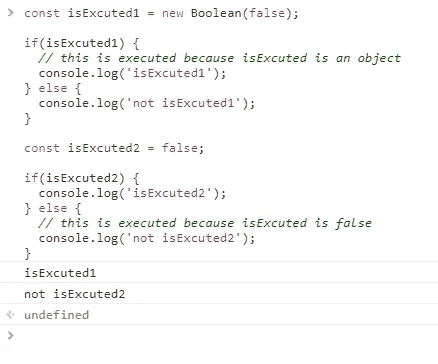 const isExcuted1 = new Boolean(false);
if(isExcuted1) {
// this is executed because isExcuted is an object
console.log('isExcuted1');
} else {
console.log('not isExcuted1');
}
const isExcuted2 = false;
if(isExcuted2) {
console.log('isExcuted2');
} else {
// this is executed because isExcuted is false
console.log('not isExcuted2');
}
isExcuted1
not isExcuted2
undefined